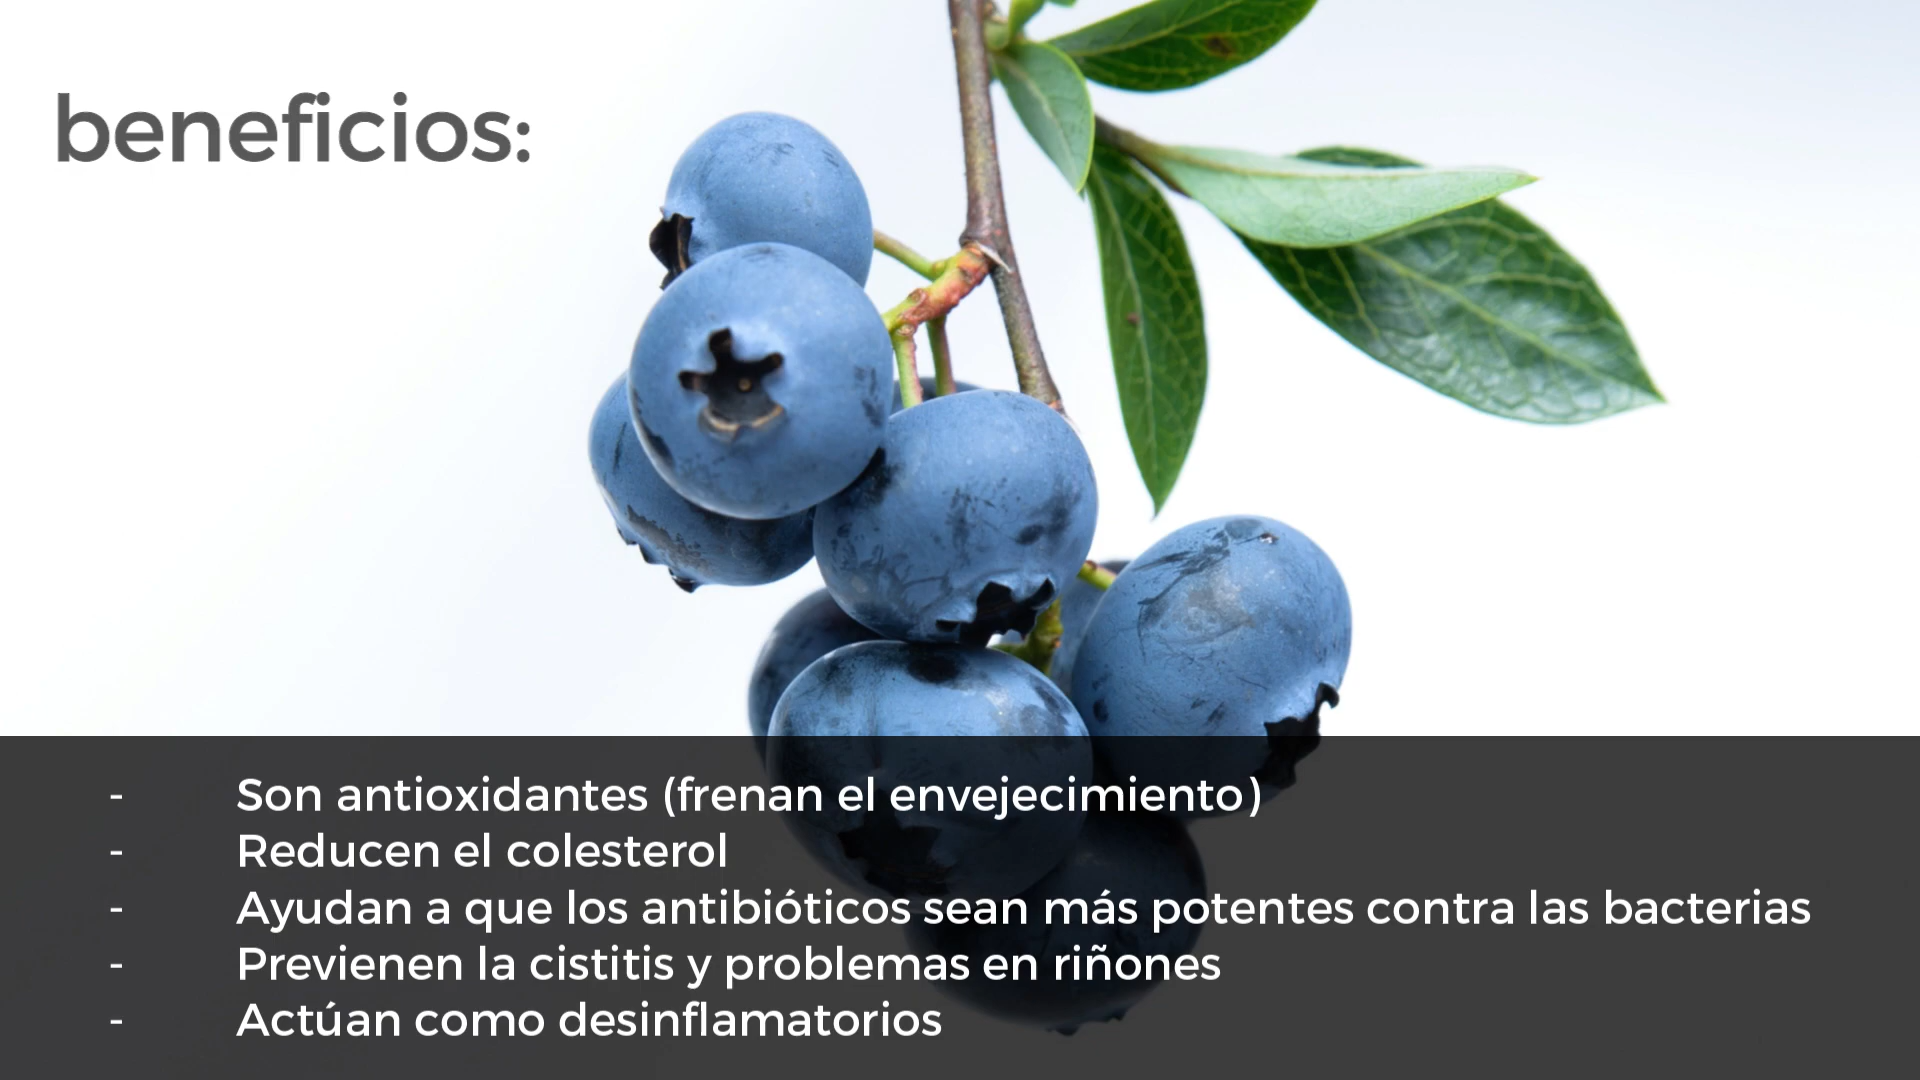 beneficios:
- Son antioxidantes (frenan el envejecimiento)
- Reducen el colesterol
- Ayudan a que los antibióticos sean más potentes contra las bacterias
- Previenen la cistitis y problemas en riñones
- Actúan como desinflamatorios